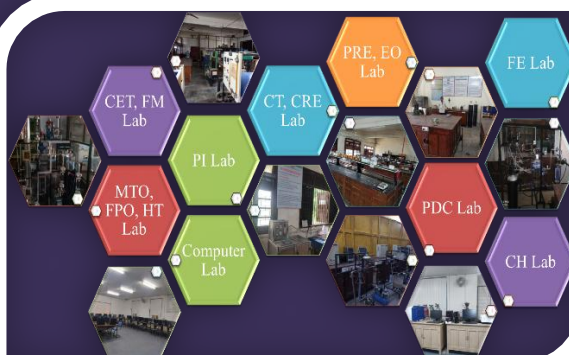 CET, FM
Lab
PI Lab
CT, CRE
Lab
PRE, EO
Lab
FE Lab
MTO,
FPO, HT
Lab
Computer
Lab
PDC Lab
CH Lab